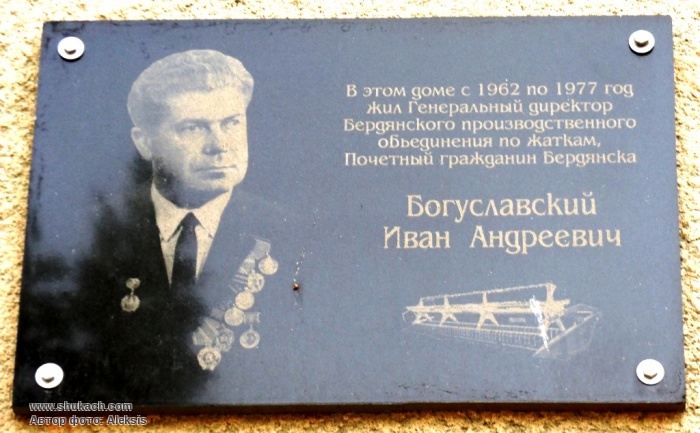 В этом доме с 1962 по 1977 год
жил Генеральный директор
Бердянского производственного
объединения по жаткам,
Почетный гражданин Бердянска
Богуславский
Иван Андреевич
www.shukach.com
Автор фото: Aleksis